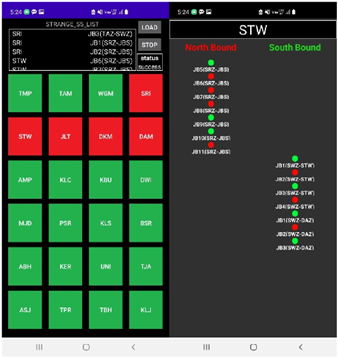 5:24
STRANGE_SS_LIST
SRI JB3(TAZ-SWZ)
SRI JB1(SRZ-JBS)
SRI JB2(SRZ-JBS)
STW JB6(SRZ-JBS)
LOAD
STOP
status
success
TMP TAM WGM SRI
STW JLT DKM DAM
AMP KLC KBU DWI
MJD PSR KLS BSR
ABH KER UNI TJA
ASJ TPR TBH KLJ
5:24
STW
North Bound South Bound
JB5(SRZ-JBS)
JB6(SRZ-JBS)
JB7(SRZ-JBS)
JB8(SRZ-JBS)
JB9(SRZ-JBS)
JB10(SRZ-JBS)
JB11(SRZ-JBS)
JB1(SWZ-STW)
JB2(SWZ-STW)
JB3(SWZ-STW)
JB4(SWZ-STW)
JB1(SWZ-DAZ)
JB2(SWZ-DAZ)
JB3(SWZ-DAZ)